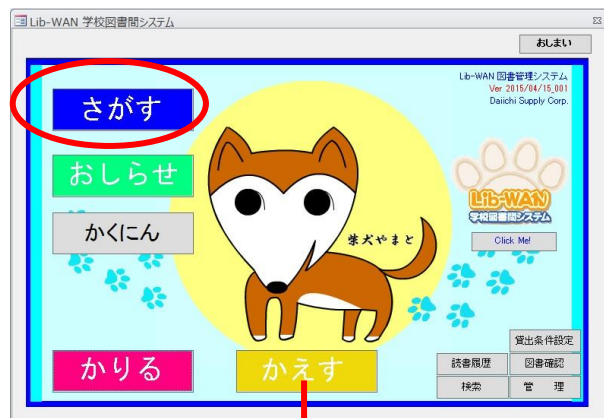 Lib-WAN 学校図書館システム
おしまい
さがす
Lib-WAN 図書管理システム
Ver 2015/04/15_001
Daiichi Supply Corp.
おしらせ
Lib-WAN
学校図書館システム
かくにん
柴犬やまと
Click Me!
貸出条件設定
かりる
かえす
読書履歴
図書確認
検索
管 理